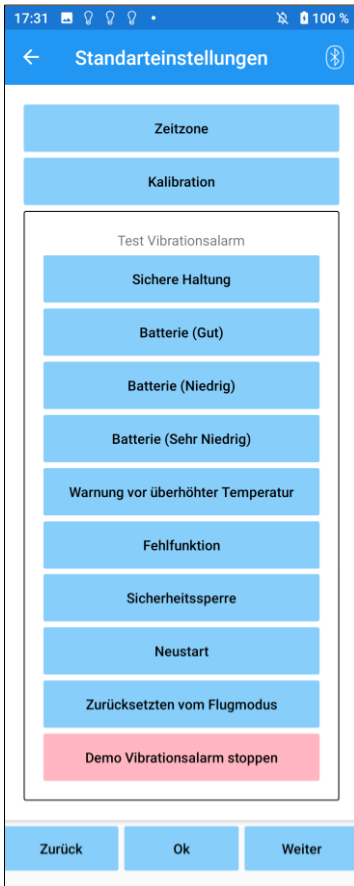 17:31 100 %
Standarteinstellungen
Zeitzone
Kalibration
Test Vibrationsalarm
Sichere Haltung
Batterie (Gut)
Batterie (Niedrig)
Batterie (Sehr Niedrig)
Warnung vor überhöhter Temperatur
Fehlfunktion
Sicherheitssperre
Neustart
Zurücksetzten vom Flugmodus
Demo Vibrationsalarm stoppen
Zurück Ok Weiter